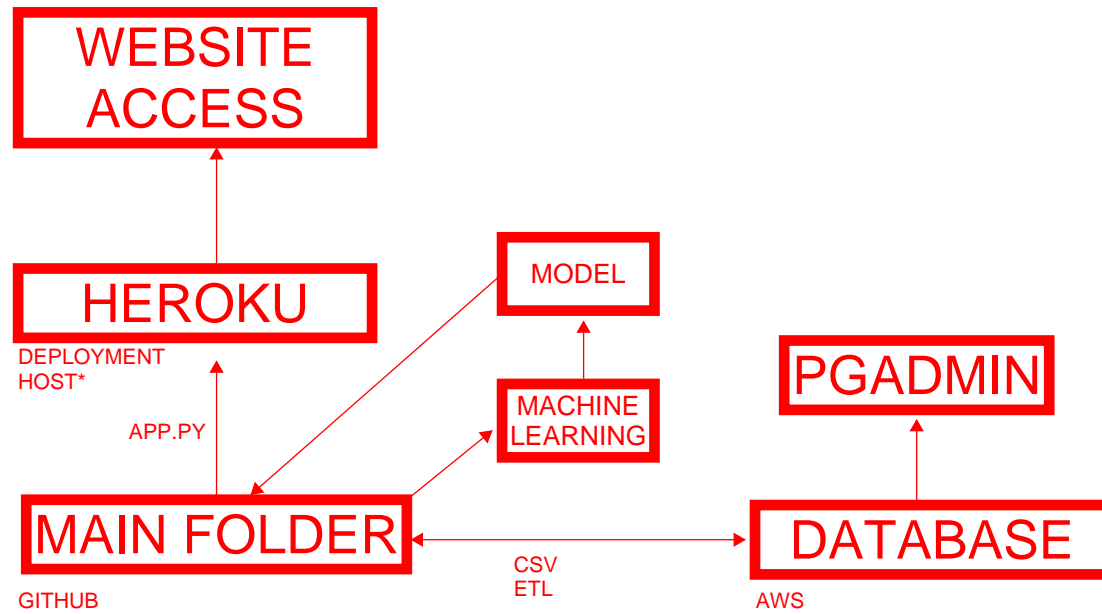 WEBSITE
ACCESS
HEROKU
DEPLOYMENT
HOST*
APP.PY
MODEL
MACHINE
LEARNING
PGADMIN
MAIN FOLDER
GITHUB
CSV
ETL
DATABASE
AWS